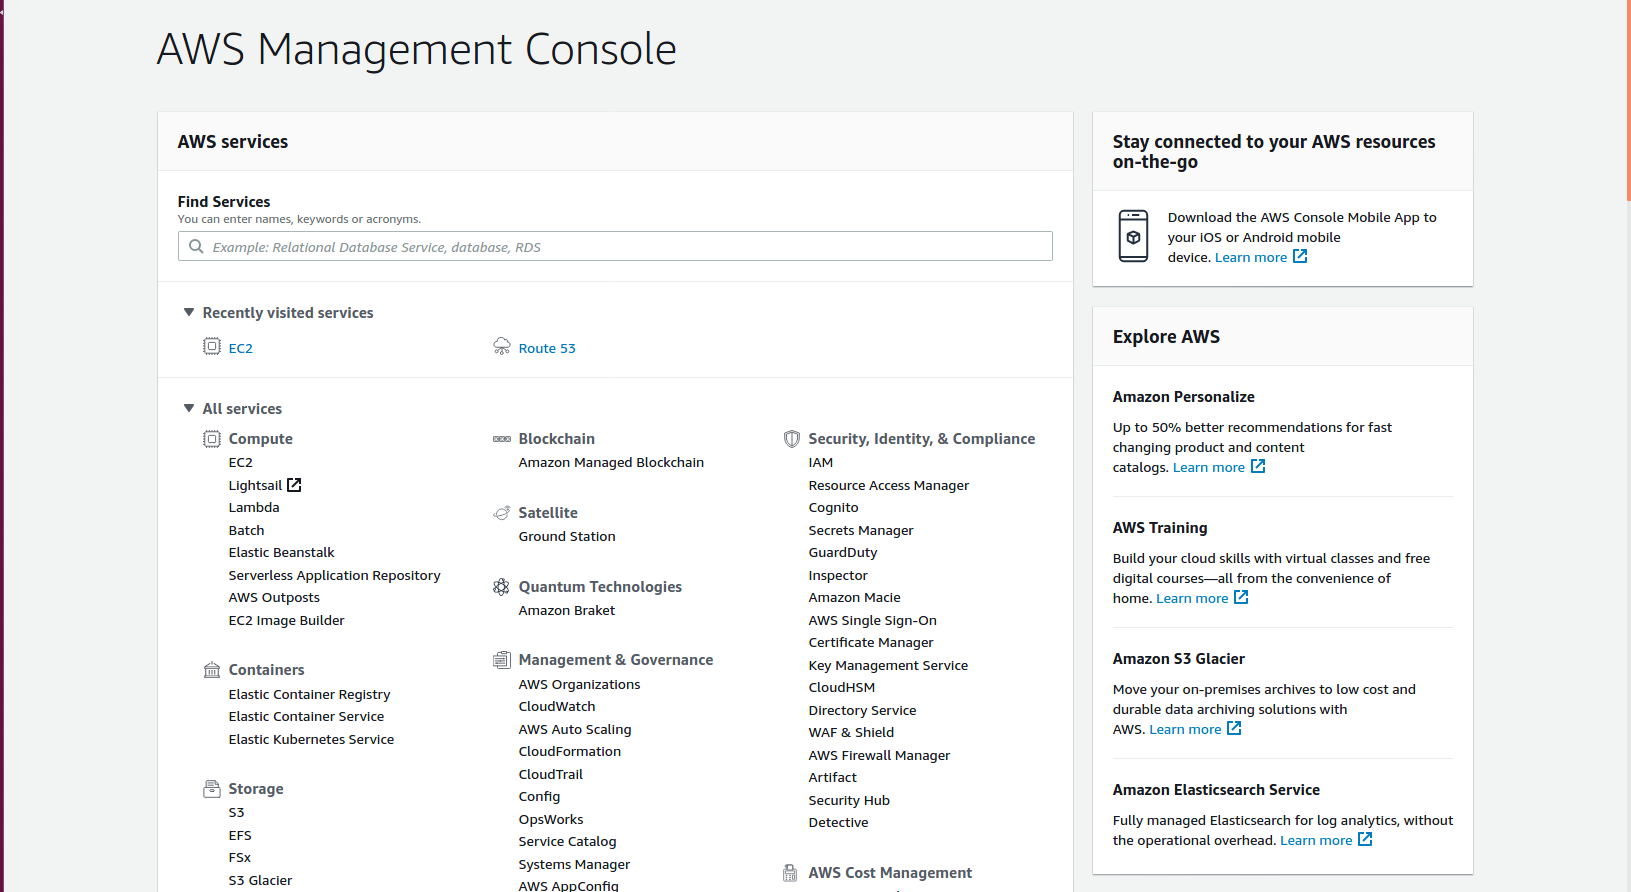 AWS Management Console
AWS services
Find Services
You can enter names, keywords or acronyms.
Example: Relational Database Service, database, RDS
Recently visited services
EC2
Route 53
All services
Compute
EC2
Lightsail
Lambda
Batch
Elastic Beanstalk
Serverless Application Repository
AWS Outposts
EC2 Image Builder
Containers
Elastic Container Registry
Elastic Container Service
Elastic Kubernetes Service
Storage
S3
EFS
FSx
S3 Glacier
Blockchain
Amazon Managed Blockchain
Satellite
Ground Station
Quantum Technologies
Amazon Braket
Management & Governance
AWS Organizations
CloudWatch
AWS Auto Scaling
CloudFormation
CloudTrail
Config
OpsWorks
Service Catalog
Systems Manager
AWS AppConfig
Security, Identity, & Compliance
IAM
Resource Access Manager
Cognito
Secrets Manager
GuardDuty
Inspector
Amazon Macie
AWS Single Sign-On
Certificate Manager
Key Management Service
CloudHSM
Directory Service
WAF & Shield
AWS Firewall Manager
Artifact
Security Hub
Detective
AWS Cost Management
Stay connected to your AWS resources
on-the-go
Download the AWS Console Mobile App to
your iOS or Android mobile
device. Learn more
Explore AWS
Amazon Personalize
Up to 50% better recommendations for fast
changing product and content
catalogs. Learn more
AWS Training
Build your cloud skills with virtual classes and free
digital courses—all from the convenience of
home. Learn more
Amazon S3 Glacier
Move your on-premises archives to low cost and
durable data archiving solutions with
AWS. Learn more
Amazon Elasticsearch Service
Fully managed Elasticsearch for log analytics, without
the operational overhead. Learn more